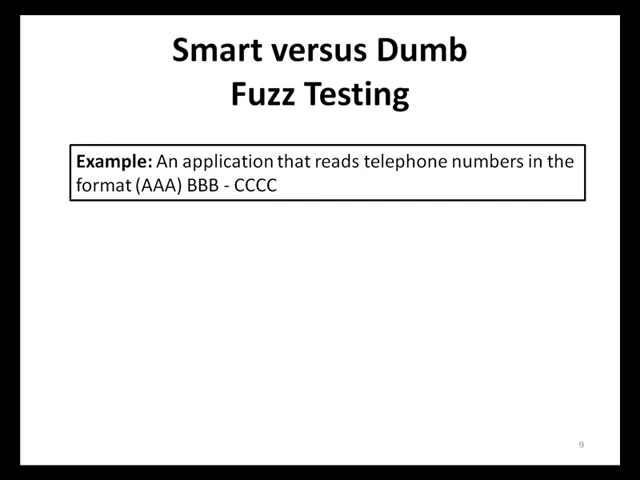 Smart versus Dumb
Fuzz Testing
Example: An application that reads telephone numbers in the
format (AAA) BBB - CCCC
9